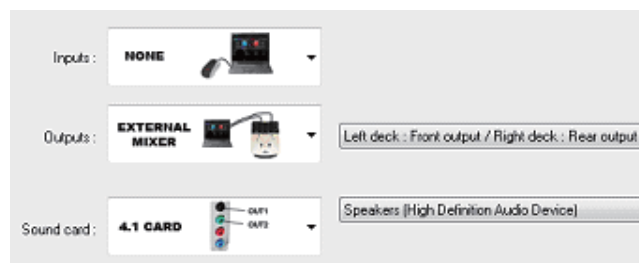 Inputs :
NONE
Outputs :
EXTERNAL
MIXER
Left deck : Front output / Right deck : Rear output
Sound card :
4.1 CARD
OUT1
OUT2
Speakers (High Definition Audio Device)